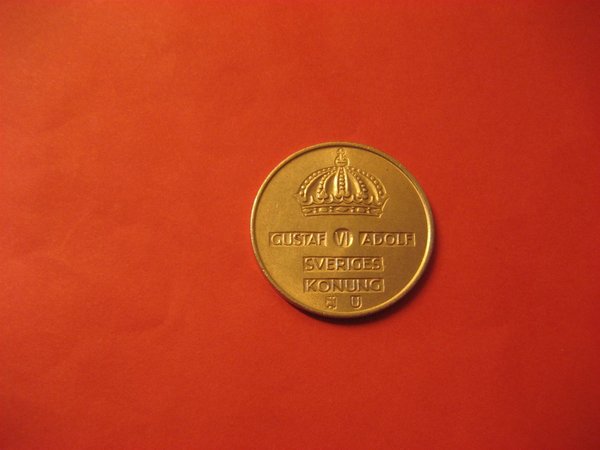 GUSTAF VI ADOLF
SVERIGES
KONUNG
U